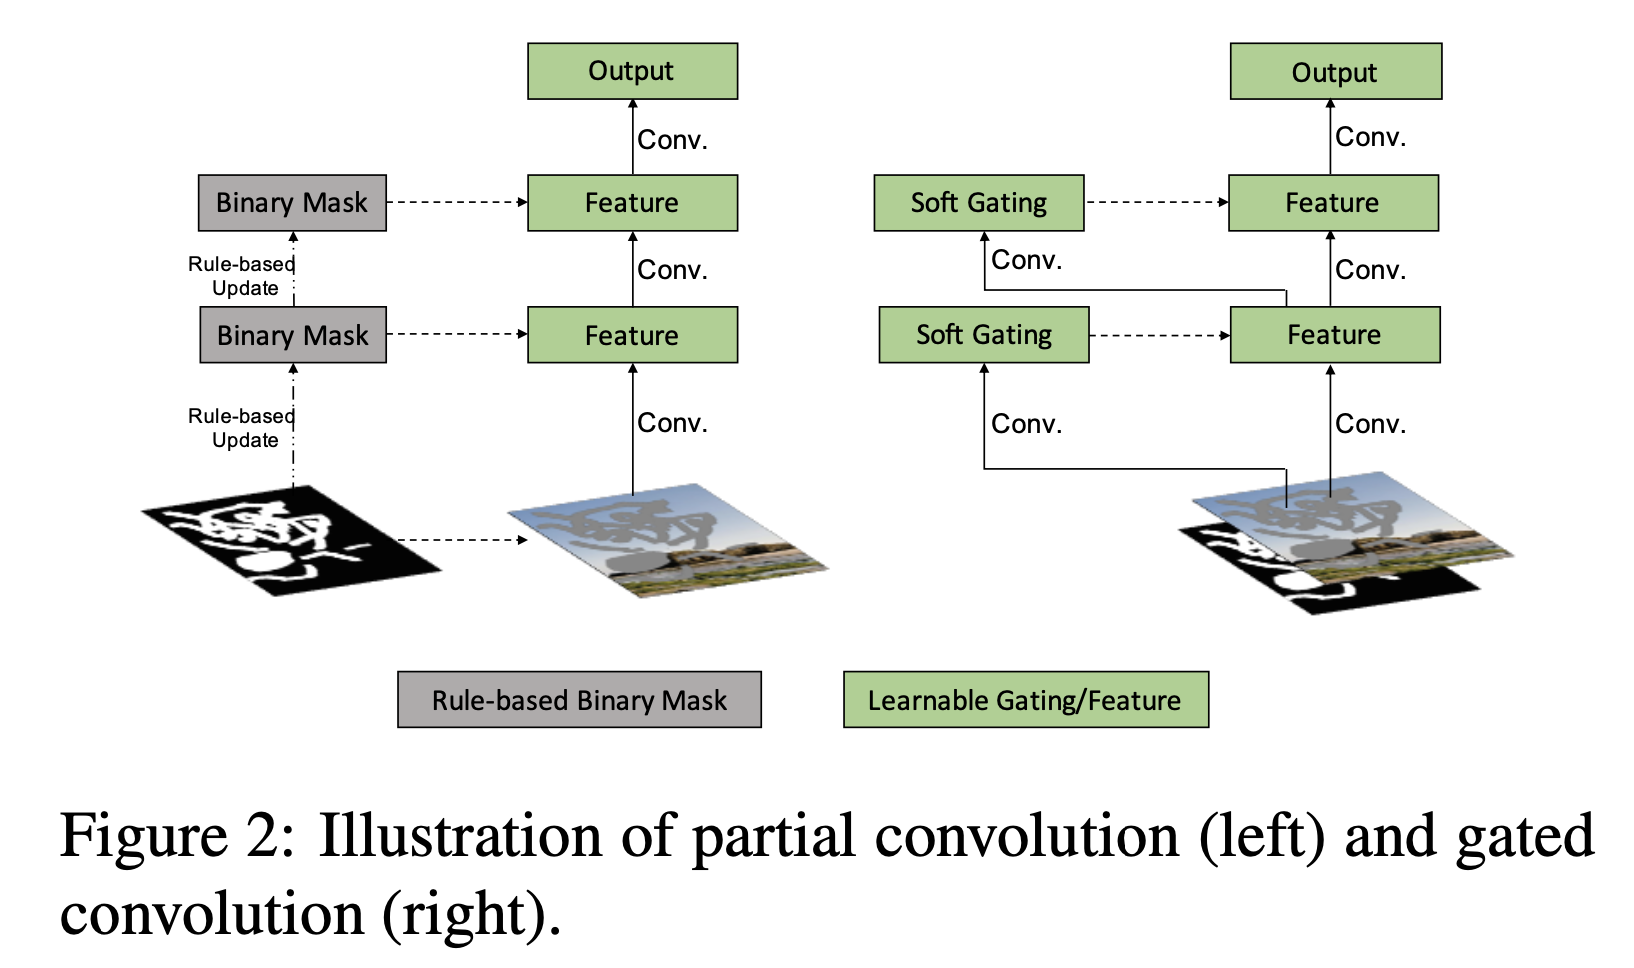 Output
Output
Conv.
Conv.
Binary Mask
Feature
Soft Gating
Feature
Rule-based
Update
Conv.
Conv.
Conv.
Binary Mask
Feature
Soft Gating
Feature
Rule-based
Update
Conv.
Conv.
Conv.
Rule-based Binary Mask
Learnable Gating/Feature
Figure 2: Illustration of partial convolution (left) and gated
convolution (right).